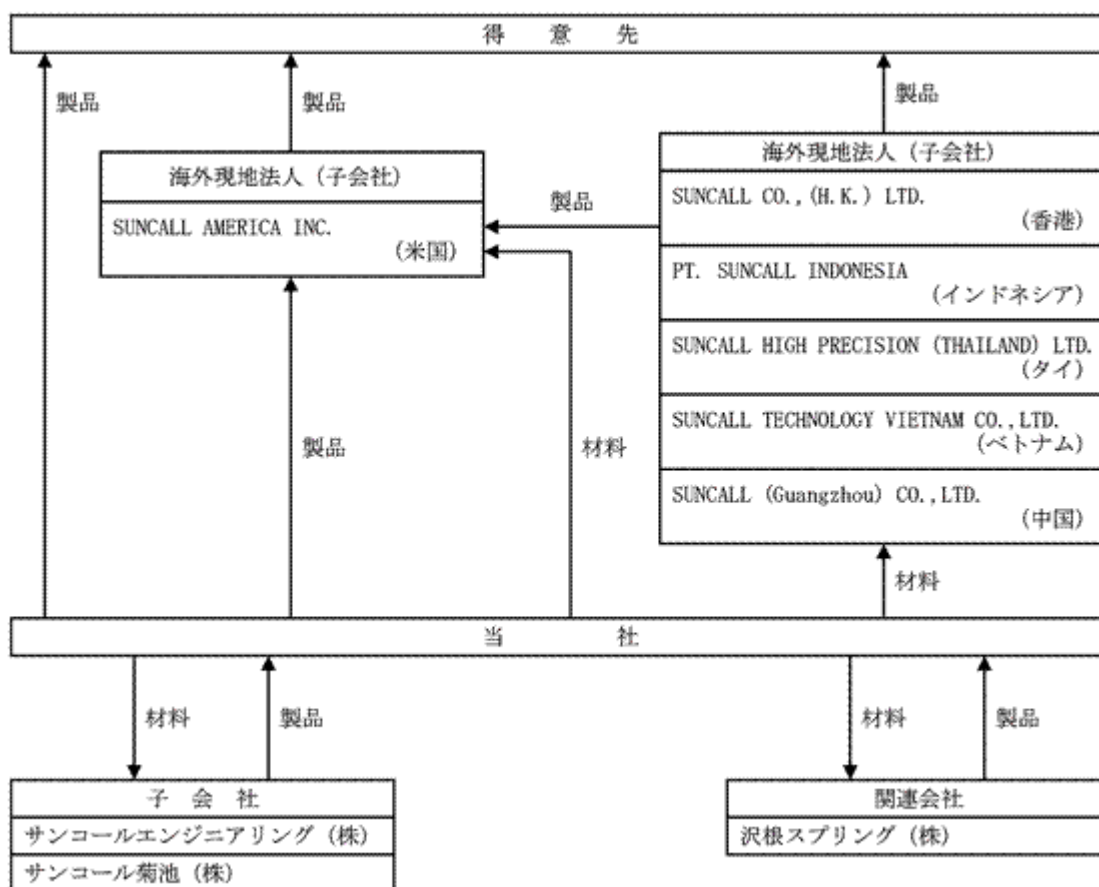 得意先
製品
製品
製品
海外現地法人（子会社）
SUNCALL AMERICA INC.
（米国）
製品
海外現地法人（子会社）
SUNCALL CO.,(H.K.) LTD.
（香港）
PT. SUNCALL INDONESIA
（インドネシア）
SUNCALL HIGH PRECISION (THAILAND) LTD.
（タイ）
SUNCALL TECHNOLOGY VIETNAM CO.,LTD.
（ベトナム）
SUNCALL (Guangzhou) CO.,LTD.
（中国）
製品
材料
材料
当社
材料
製品
材料
製品
子会社
サンコールエンジニアリング（株）
サンコール菊池（株）
関連会社
沢根スプリング（株）